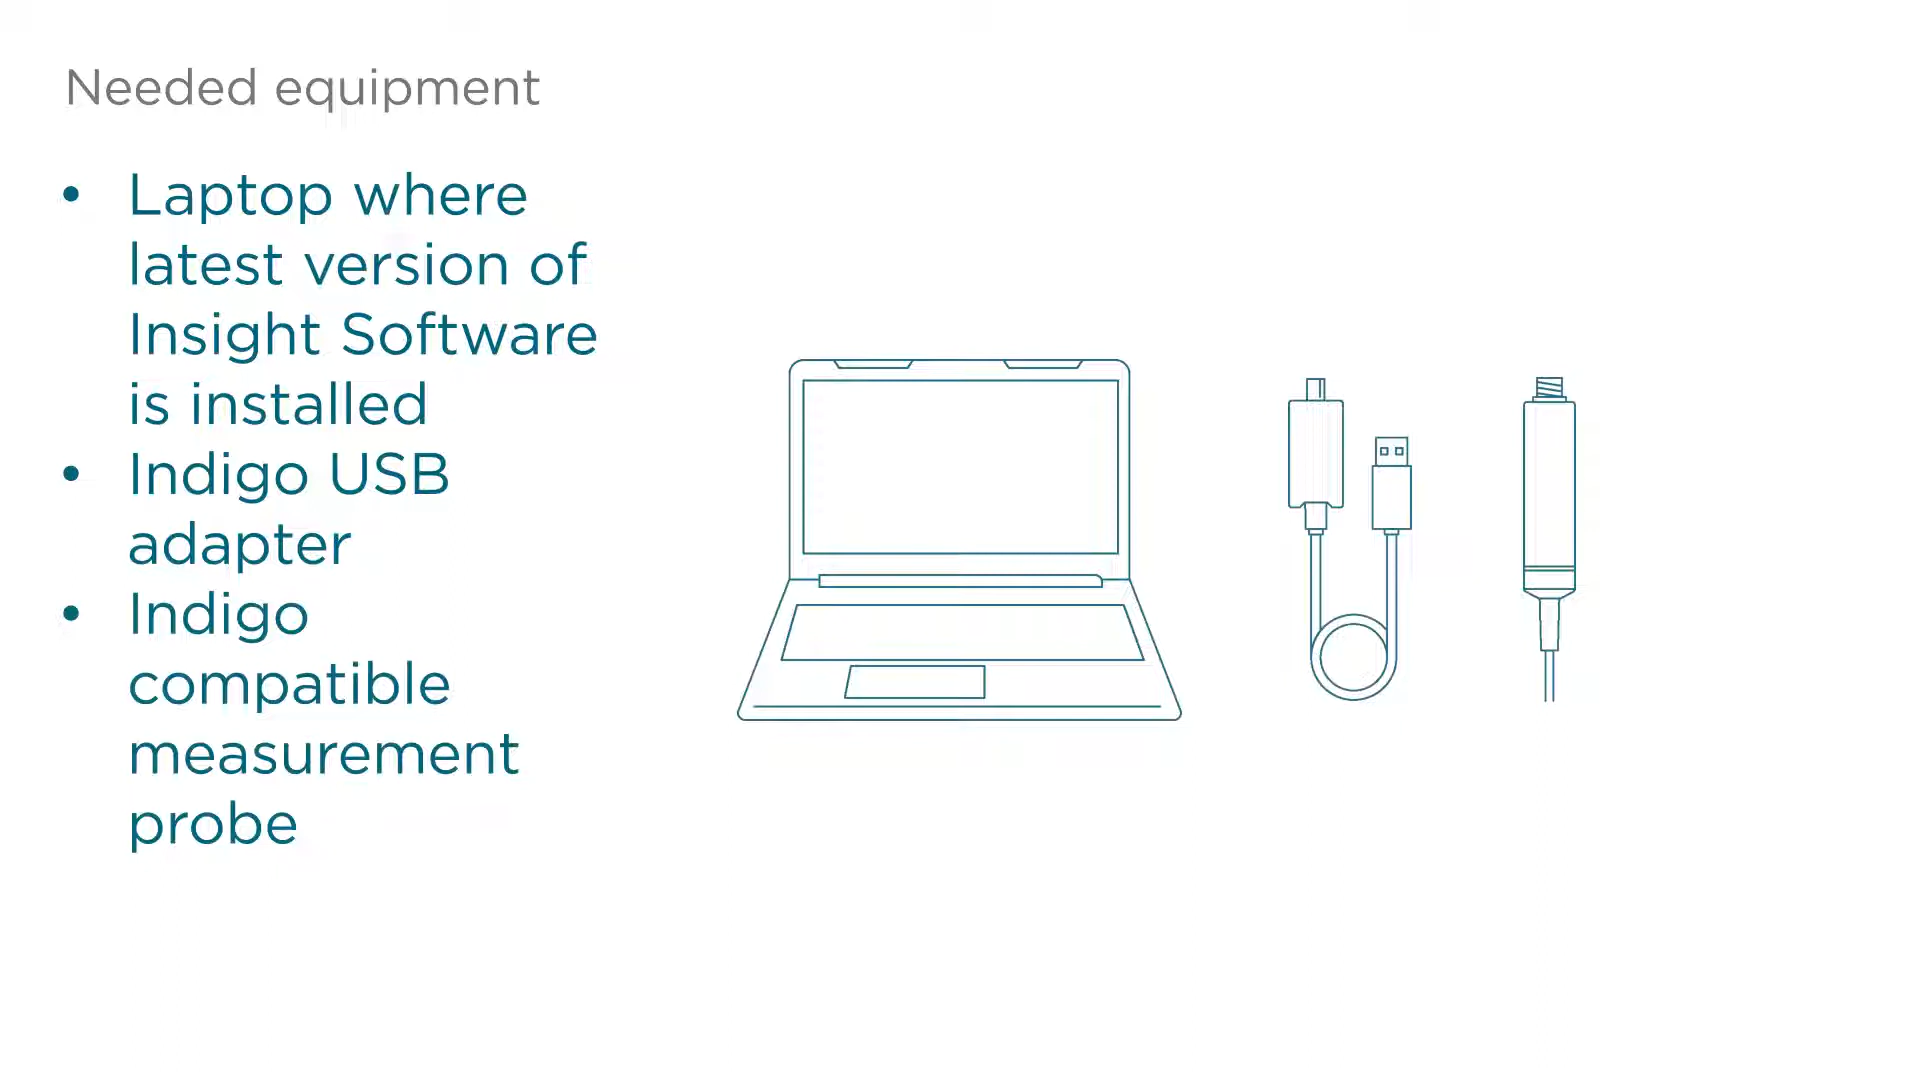 Needed equipment
• Laptop where
latest version of
Insight Software
is installed
• Indigo USB
adapter
• Indigo
compatible
measurement
probe